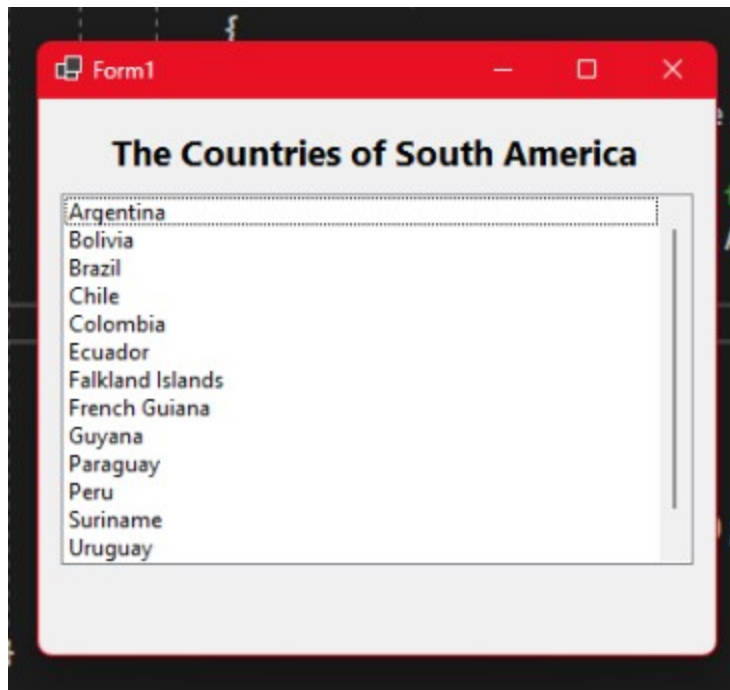 {
Form1
The Countries of South America
Argentina
Bolivia
Brazil
Chile
Colombia
Ecuador
Falkland Islands
French Guiana
Guyana
Paraguay
Peru
Suriname
Uruguay